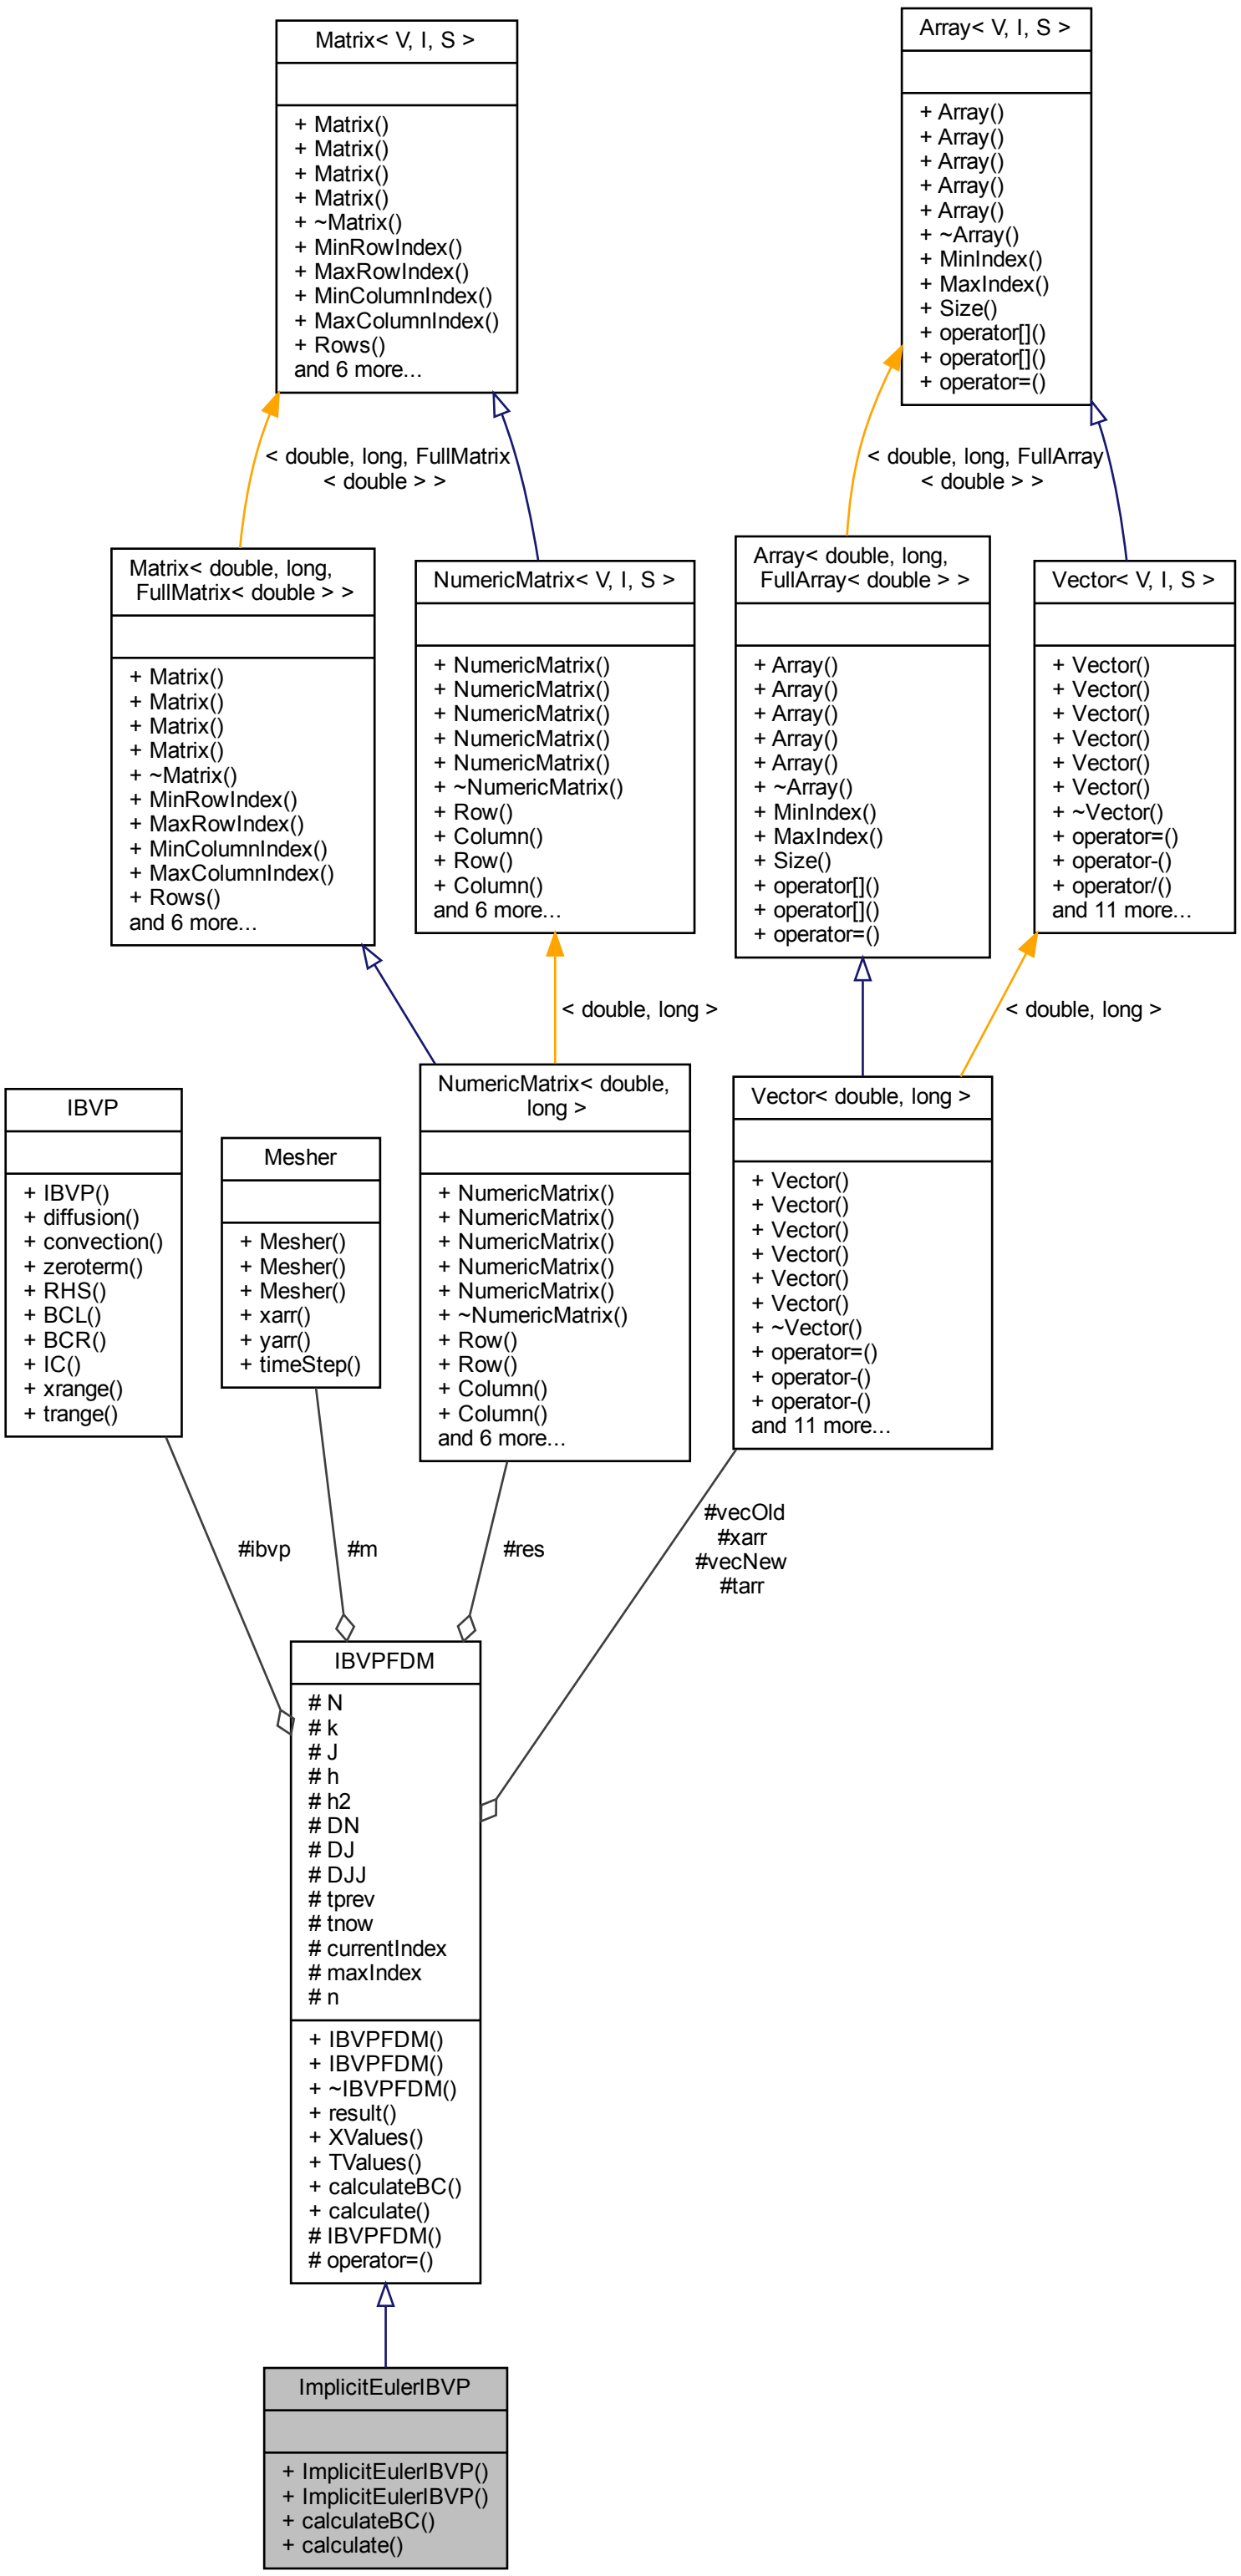 Matrix< V, I, S >
+ Matrix()
+ Matrix()
+ Matrix()
+ Matrix()
+ ~Matrix()
+ MinRowIndex()
+ MaxRowIndex()
+ MinColumnIndex()
+ MaxColumnIndex()
+ Rows()
and 6 more...
Array< V, I, S >
+ Array()
+ Array()
+ Array()
+ Array()
+ Array()
+ ~Array()
+ MinIndex()
+ MaxIndex()
+ Size()
+ operator[]()
+ operator[]()
+ operator=()
< double, long, FullMatrix
< double > >
< double, long, FullArray
< double > >
Matrix< double, long,
FullMatrix< double > >
+ Matrix()
+ Matrix()
+ Matrix()
+ Matrix()
+ ~Matrix()
+ MinRowIndex()
+ MaxRowIndex()
+ MinColumnIndex()
+ MaxColumnIndex()
+ Rows()
and 6 more...
NumericMatrix< V, I, S >
+ NumericMatrix()
+ NumericMatrix()
+ NumericMatrix()
+ NumericMatrix()
+ NumericMatrix()
+ ~NumericMatrix()
+ Row()
+ Column()
+ Row()
+ Column()
and 6 more...
Array< double, long,
FullArray< double > >
+ Array()
+ Array()
+ Array()
+ Array()
+ Array()
+ ~Array()
+ MinIndex()
+ MaxIndex()
+ Size()
+ operator[]()
+ operator[]()
+ operator=()
Vector< V, I, S >
+ Vector()
+ Vector()
+ Vector()
+ Vector()
+ Vector()
+ Vector()
+ ~Vector()
+ operator=()
+ operator-()
+ operator/()
and 11 more...
< double, long >
< double, long >
IBVP
+ IBVP()
+ diffusion()
+ convection()
+ zeroterm()
+ RHS()
+ BCL()
+ BCR()
+ IC()
+ xrange()
+ trange()
Mesher
+ Mesher()
+ Mesher()
+ Mesher()
+ xarr()
+ yarr()
+ timeStep()
NumericMatrix< double,
long >
+ NumericMatrix()
+ NumericMatrix()
+ NumericMatrix()
+ NumericMatrix()
+ NumericMatrix()
+ ~NumericMatrix()
+ Row()
+ Row()
+ Column()
+ Column()
and 6 more...
Vector< double, long >
+ Vector()
+ Vector()
+ Vector()
+ Vector()
+ Vector()
+ Vector()
+ ~Vector()
+ operator=()
+ operator-()
+ operator-()
and 11 more...
#ibvp
#m
#res
#vecOld
#xarr
#vecNew
#tarr
IBVPFDM
# N
# k
# J
# h
# h2
# DN
# DJ
# DJJ
# tprev
# tnow
# currentIndex
# maxIndex
# n
+ IBVPFDM()
+ IBVPFDM()
+ ~IBVPFDM()
+ result()
+ XValues()
+ TValues()
+ calculateBC()
+ calculate()
# IBVPFDM()
# operator=()
ImplicitEulerIBVP
+ ImplicitEulerIBVP()
+ ImplicitEulerIBVP()
+ calculateBC()
+ calculate()